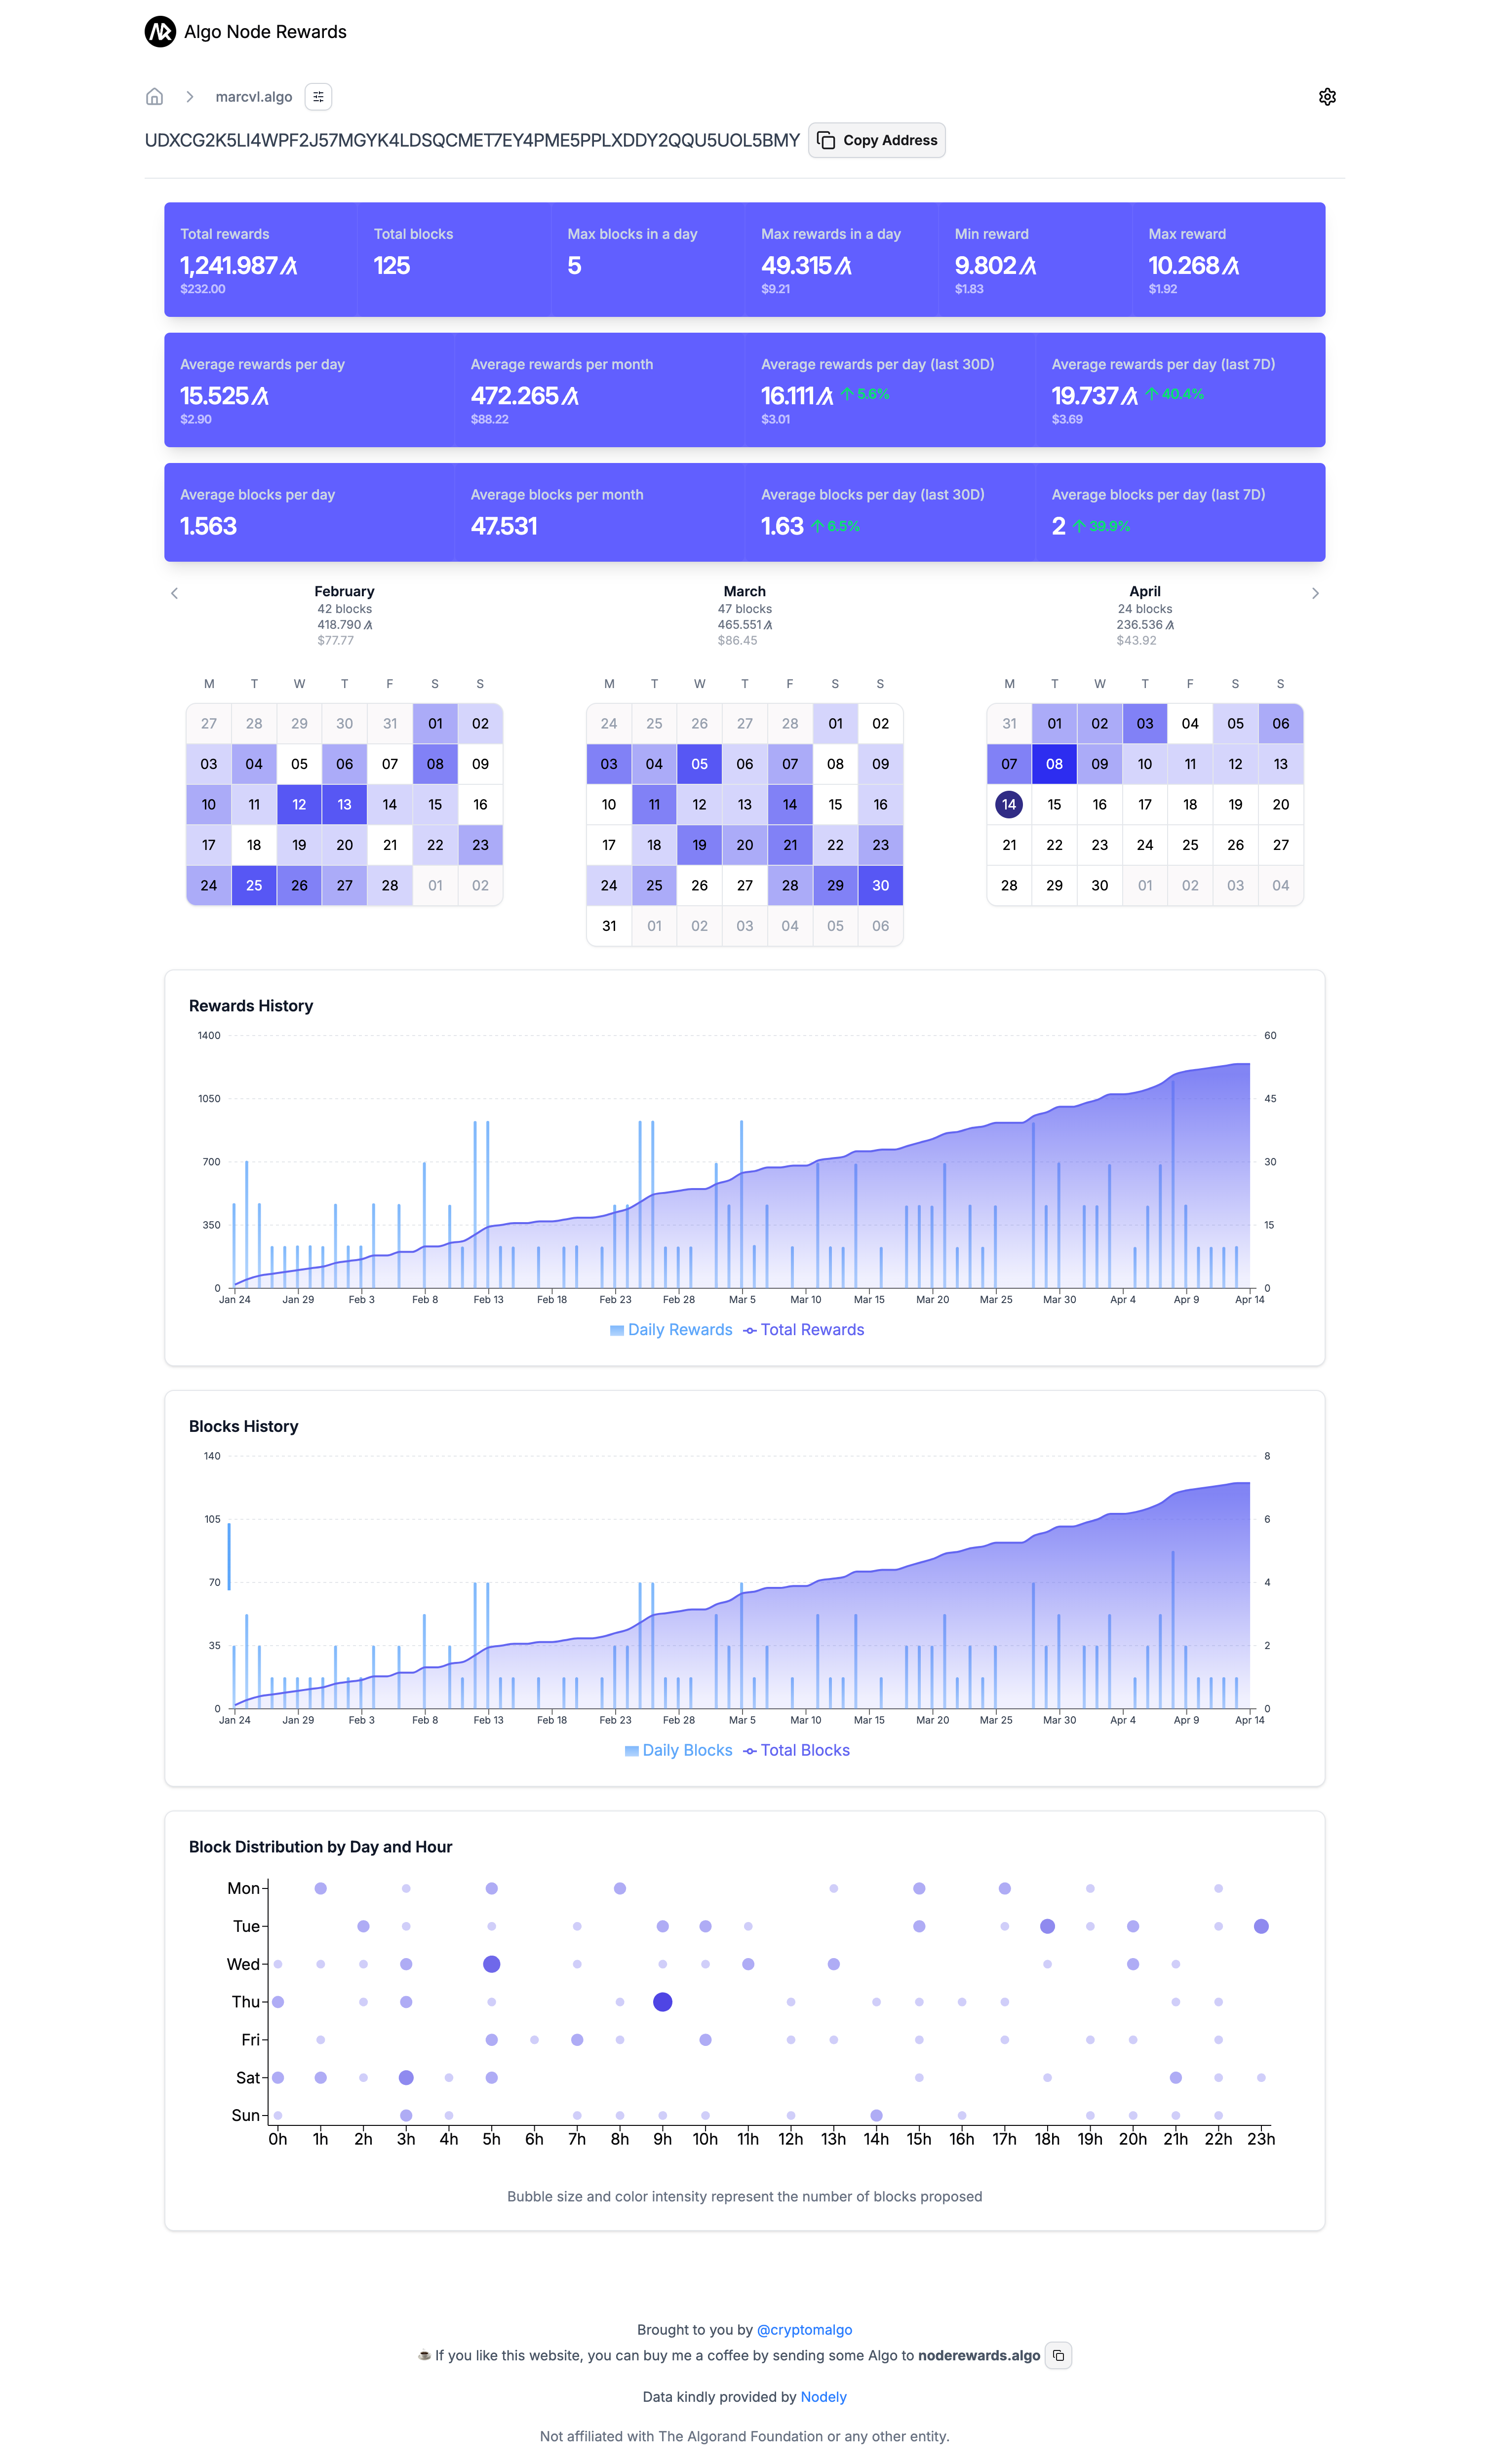 Algo Node Rewards
marcvl.algo
UDXCG2K5LI4WPF2J57MGYK4LDSQCMET7EY4PME5PPLXDDY2QQU5UOL5BMY Copy Address
Total rewards Total blocks Max blocks in a day Max rewards in a day Min reward Max reward
1,241.987 125 5 49.315 9.802 10.268
$232.00 $9.21 $1.83 $1.92
Average rewards per day Average rewards per month Average rewards per day (last 30D) Average rewards per day (last 7D)
15.525 472.265 16.111 ↑ 5.6% 19.737 ↑ 40.4%
$2.90 $88.22 $3.01 $3.69
Average blocks per day Average blocks per month Average blocks per day (last 30D) Average blocks per day (last 7D)
1.563 47.531 1.63 ↑ 6.5% 2 ↑ 39.9%
February
42 blocks
418.790
$77.77
M T W T F S S
27 28 29 30 31 01 02
03 04 05 06 07 08 09
10 11 12 13 14 15 16
17 18 19 20 21 22 23
24 25 26 27 28 01 02
March
47 blocks
465.551
$86.45
M T W T F S S
24 25 26 27 28 01 02
03 04 05 06 07 08 09
10 11 12 13 14 15 16
17 18 19 20 21 22 23
24 25 26 27 28 29 30
31 01 02 03 04 05 06
April
24 blocks
236.536
$43.92
M T W T F S S
31 01 02 03 04 05 06
07 08 09 10 11 12 13
14 15 16 17 18 19 20
21 22 23 24 25 26 27
28 29 30 01 02 03 04
Rewards History
1400 60
1050 45
700 30
350 15
0 0
Jan 24 Jan 29 Feb 3 Feb 8 Feb 13 Feb 18 Feb 23 Feb 28 Mar 5 Mar 10 Mar 15 Mar 20 Mar 25 Mar 30 Apr 4 Apr 9 Apr 14
Daily Rewards Total Rewards
Blocks History
140 8
105 6
70 4
35 2
0 0
Jan 24 Jan 29 Feb 3 Feb 8 Feb 13 Feb 18 Feb 23 Feb 28 Mar 5 Mar 10 Mar 15 Mar 20 Mar 25 Mar 30 Apr 4 Apr 9 Apr 14
Daily Blocks Total Blocks
Block Distribution by Day and Hour
Mon
Tue
Wed
Thu
Fri
Sat
Sun
0h 1h 2h 3h 4h 5h 6h 7h 8h 9h 10h 11h 12h 13h 14h 15h 16h 17h 18h 19h 20h 21h 22h 23h
Bubble size and color intensity represent the number of blocks proposed
Brought to you by @cryptomalgo
☕ If you like this website, you can buy me a coffee by sending some Algo to noderewards.algo
Data kindly provided by Nodely
Not affiliated with The Algorand Foundation or any other entity.